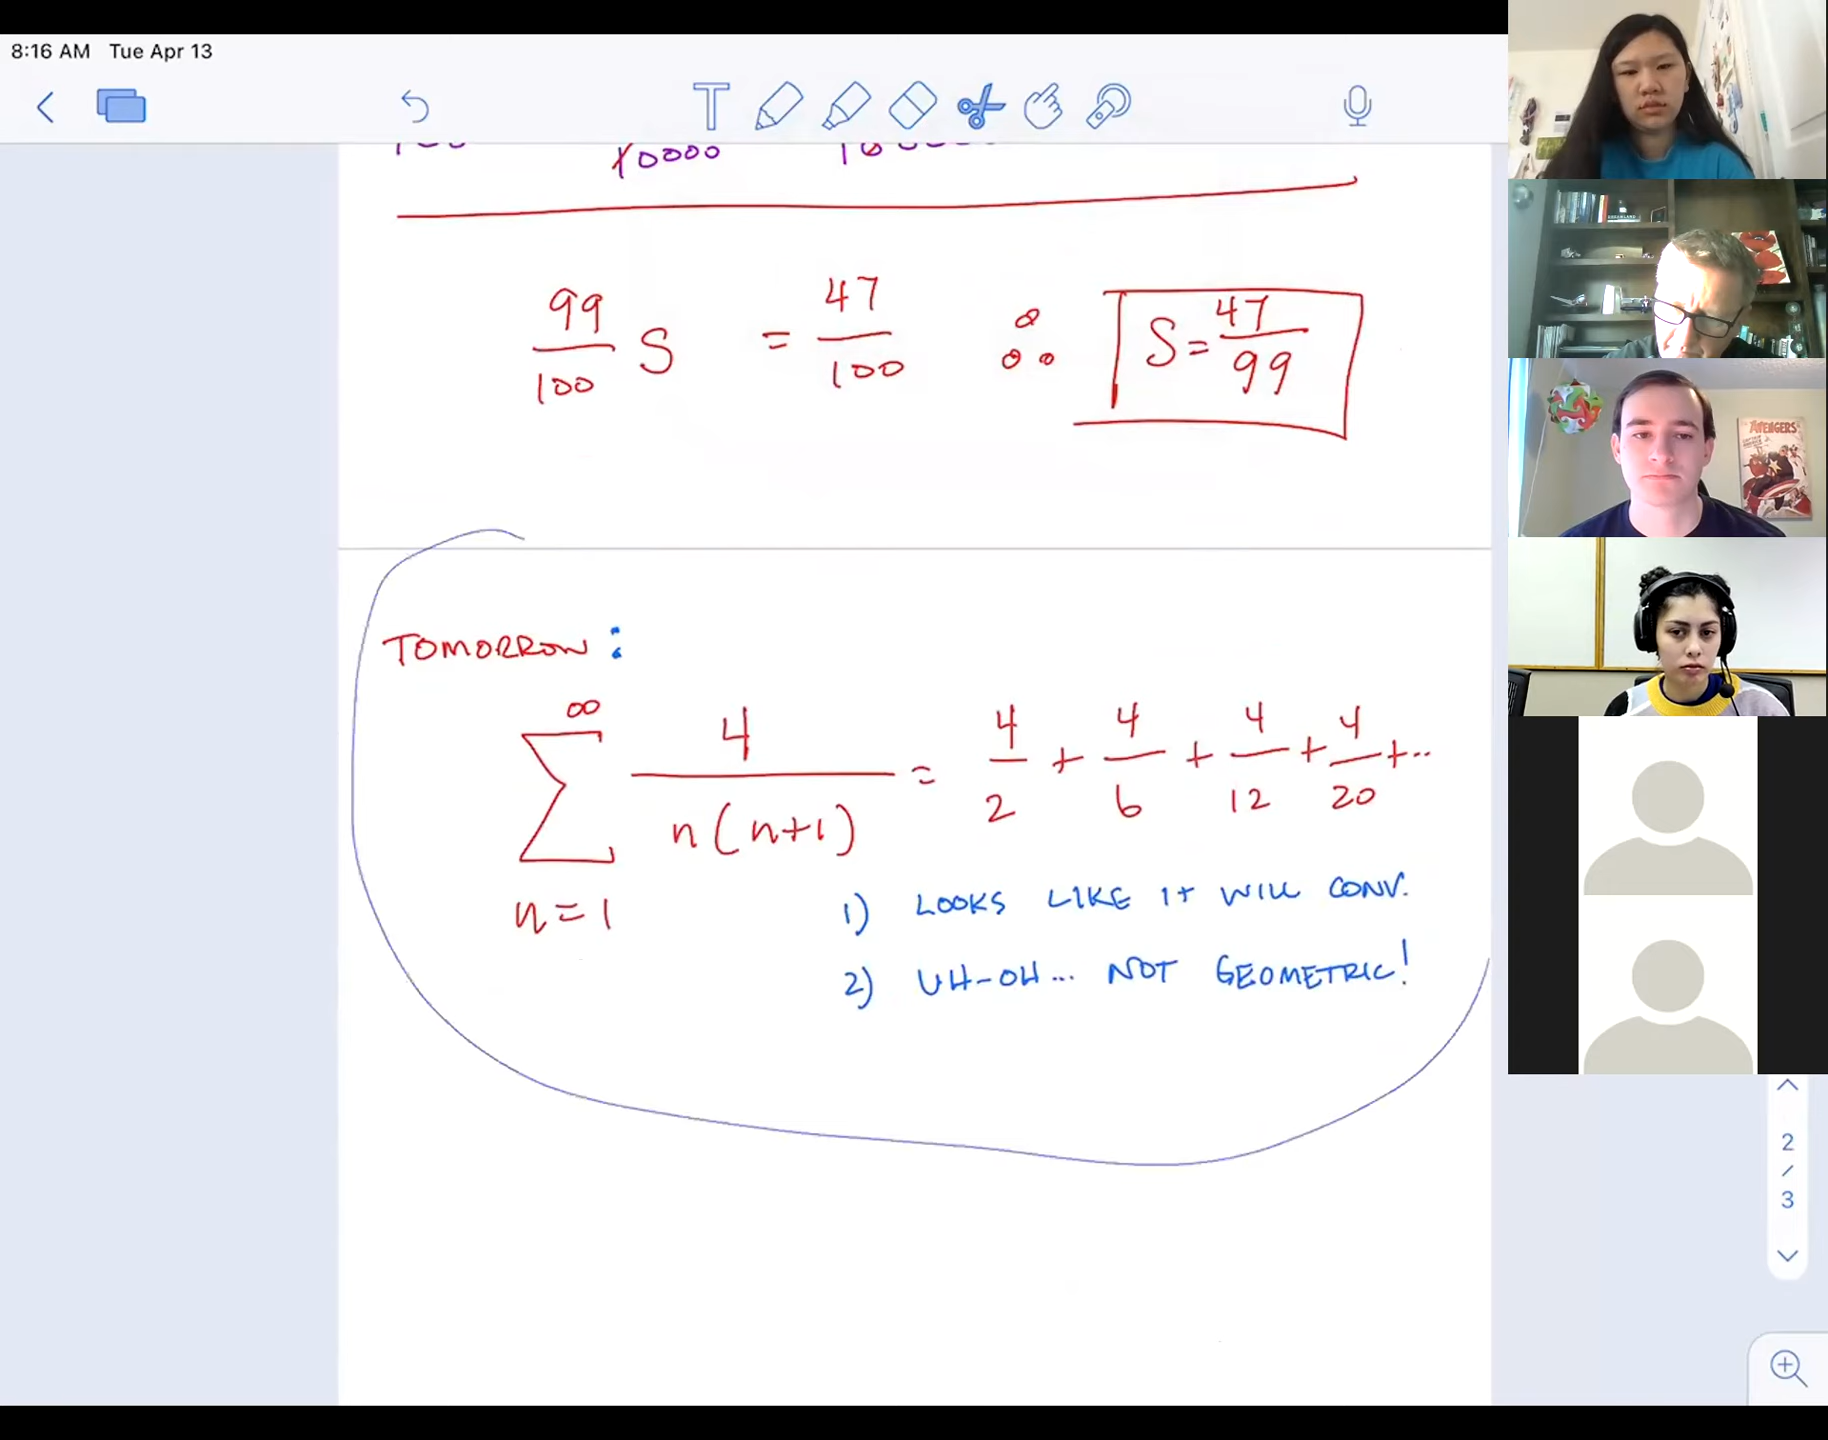 8:16 AM Tue Apr 13
10000
99/100 S = 47/100 ∴ S = 47/99
TOMORROW:
∞ ∑ n=1 4/n(n+1) = 4/2 + 4/6 + 4/12 + 4/20 + ..
1) LOOKS LIKE IT WILL CONV.
2) UH-OH... NOT GEOMETRIC!
AVENGERS
2
/
3